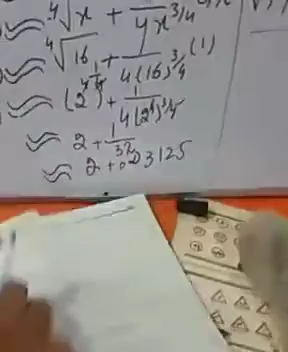 ≈ ⁴√x + 1/4x^3/4
≈ ⁴√16 + 1/4(16)^3/4 (1)
≈ (2⁴)^1/4 + 1/4(2⁴)^3/4
≈ 2 + 1/32
≈ 2 + 0.03125